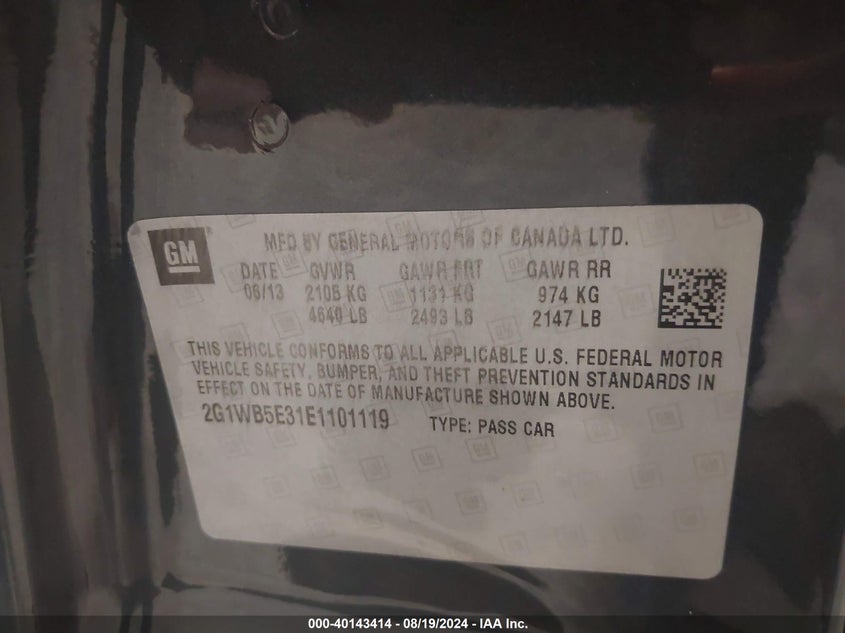 GM
MFD BY GENERAL MOTORS OF CANADA LTD.
DATE GVWR GAWR FRT GAWR RR
06/13 2105 KG 1131 KG 974 KG
4640 LB 2493 LB 2147 LB
THIS VEHICLE CONFORMS TO ALL APPLICABLE U.S. FEDERAL MOTOR
VEHICLE SAFETY, BUMPER, AND THEFT PREVENTION STANDARDS IN
EFFECT ON THE DATE OF MANUFACTURE SHOWN ABOVE.
2G1WB5E31E1101119 TYPE: PASS CAR
000-40143414 - 08/19/2024 - IAA Inc.